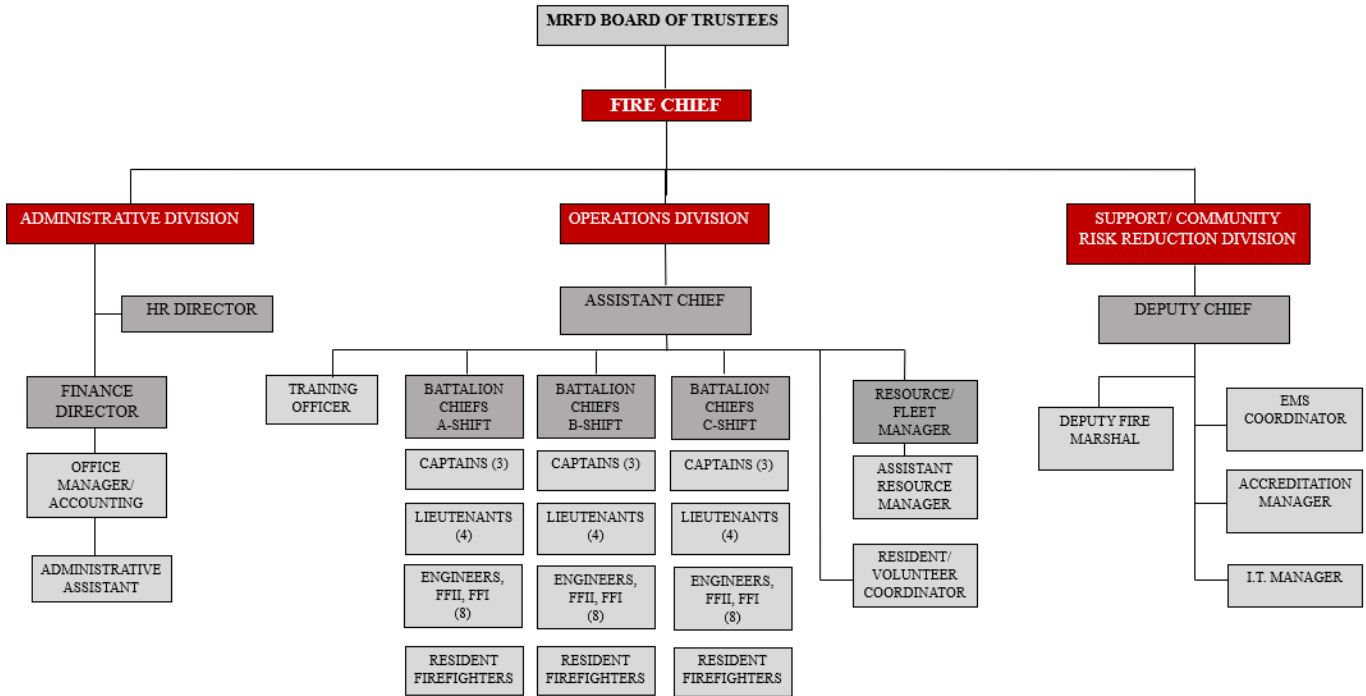 MRFD BOARD OF TRUSTEES
FIRE CHIEF
ADMINISTRATIVE DIVISION
OPERATIONS DIVISION
SUPPORT/ COMMUNITY
RISK REDUCTION DIVISION
HR DIRECTOR
ASSISTANT CHIEF
DEPUTY CHIEF
FINANCE
DIRECTOR
OFFICE
MANAGER/
ACCOUNTING
ADMINISTRATIVE
ASSISTANT
TRAINING
OFFICER
BATTALION
CHIEFS
A-SHIFT
CAPTAINS (3)
LIEUTENANTS
(4)
ENGINEERS,
FFII, FFI
(8)
RESIDENT
FIREFIGHTERS
BATTALION
CHIEFS
B-SHIFT
CAPTAINS (3)
LIEUTENANTS
(4)
ENGINEERS,
FFII, FFI
(8)
RESIDENT
FIREFIGHTERS
BATTALION
CHIEFS
C-SHIFT
CAPTAINS (3)
LIEUTENANTS
(4)
ENGINEERS,
FFII, FFI
(8)
RESIDENT
FIREFIGHTERS
RESOURCE/
FLEET
MANAGER
ASSISTANT
RESOURCE
MANAGER
RESIDENT/
VOLUNTEER
COORDINATOR
DEPUTY FIRE
MARSHAL
EMS
COORDINATOR
ACCREDITATION
MANAGER
I.T. MANAGER